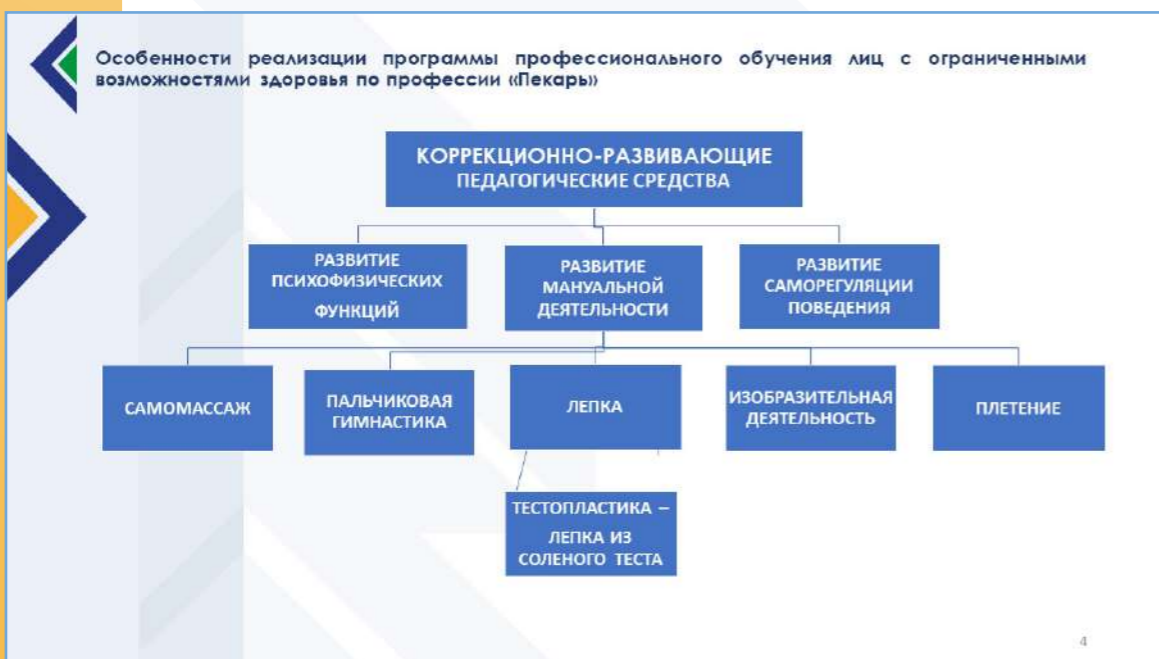 Особенности реализации программы профессионального обучения лиц с ограниченными
возможностями здоровья по профессии «Пекарь»
КОРРЕКЦИОННО-РАЗВИВАЮЩИЕ
ПЕДАГОГИЧЕСКИЕ СРЕДСТВА
РАЗВИТИЕ
ПСИХОФИЗИЧЕСКИХ
ФУНКЦИЙ
РАЗВИТИЕ
МАНУАЛЬНОЙ
ДЕЯТЕЛЬНОСТИ
РАЗВИТИЕ
САМОРЕГУЛЯЦИИ
ПОВЕДЕНИЯ
САМОМАССАЖ
ПАЛЬЧИКОВАЯ
ГИМНАСТИКА
ЛЕПКА
ИЗОБРАЗИТЕЛЬНАЯ
ДЕЯТЕЛЬНОСТЬ
ПЛЕТЕНИЕ
ТЕСТОПЛАСТИКА –
ЛЕПКА ИЗ
СОЛЕНОГО ТЕСТА
4